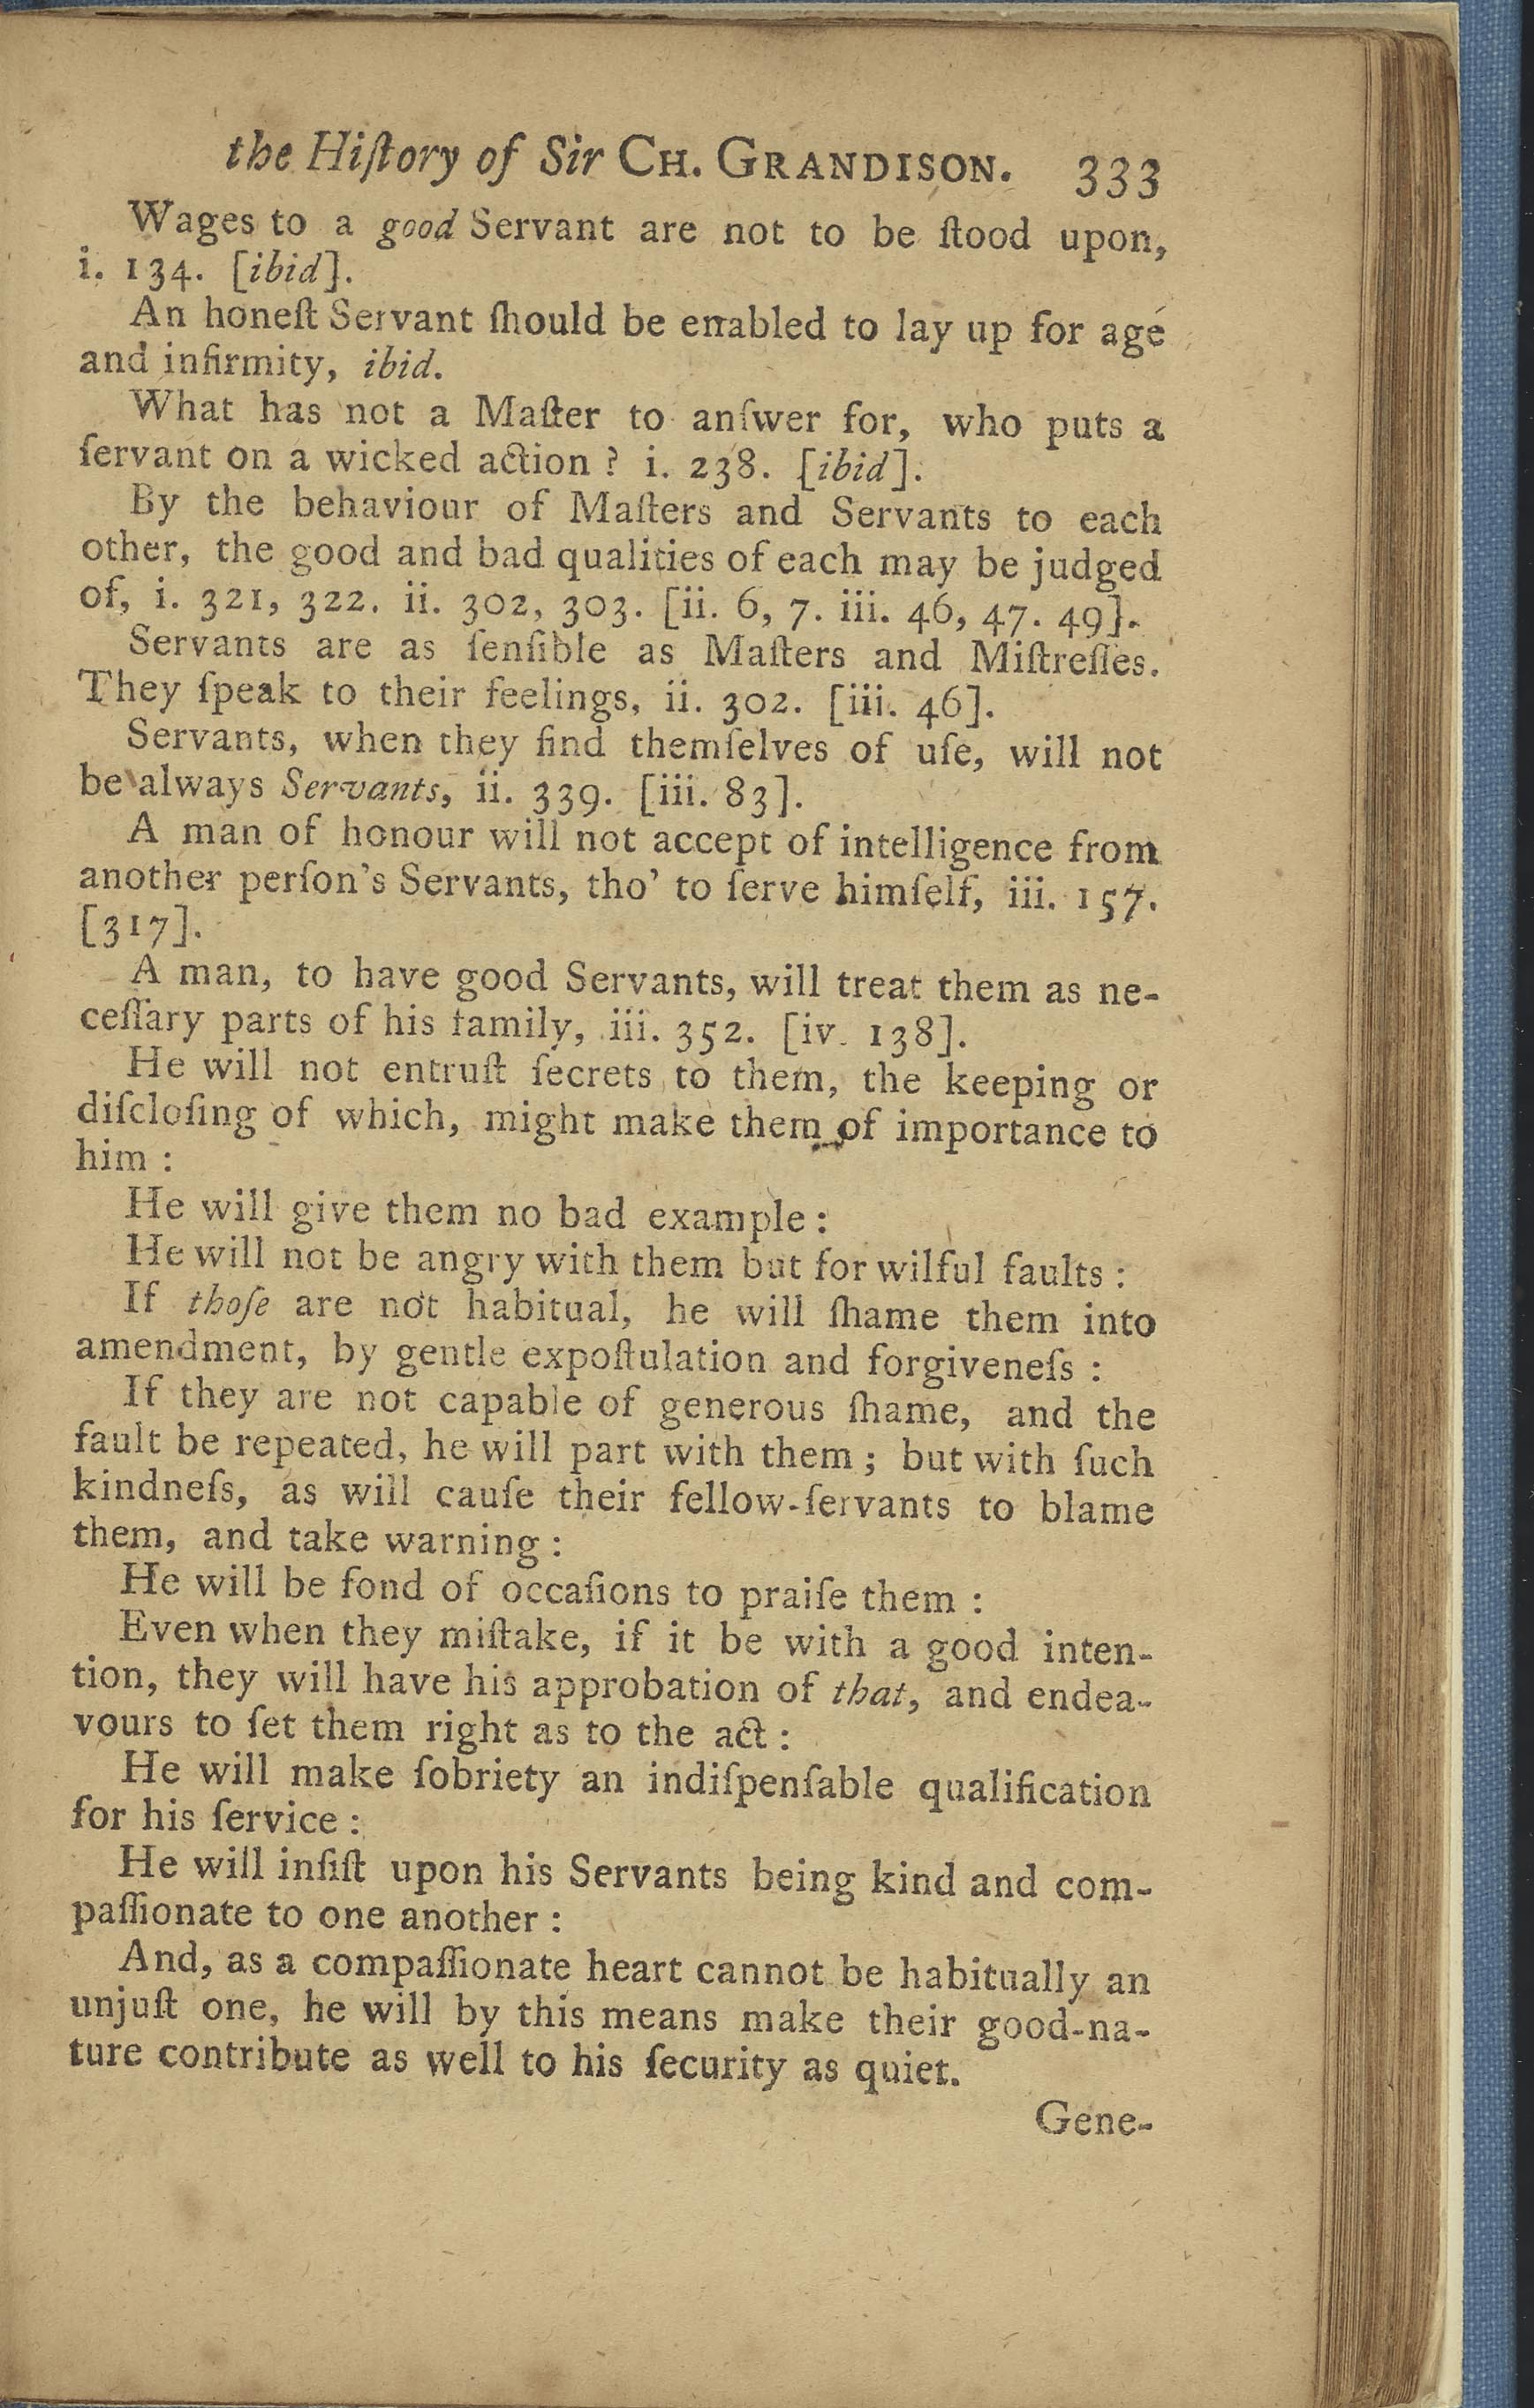 the Hiſtory of Sir CH. GRANDISON. 333
Wages to a good Servant are not to be ſtood upon,
i. 134. [ibid].
An honeſt Servant ſhould be enabled to lay up for age
and infirmity, ibid.
What has not a Maſter to anſwer for, who puts a
ſervant on a wicked action ? i. 238. [ibid].
By the behaviour of Maſters and Servants to each
other, the good and bad qualities of each may be judged
of, i. 321, 322. ii. 302, 303. [ii. 6, 7. iii. 46, 47. 49].
Servants are as ſenſible as Maſters and Miſtreſſes.
They ſpeak to their feelings, ii. 302. [iii. 46].
Servants, when they find themſelves of uſe, will not
be always Servants, ii. 339. [iii. 83].
A man of honour will not accept of intelligence from
another perſon's Servants, tho' to ſerve himſelf, iii. 157.
[317].
A man, to have good Servants, will treat them as ne-
ceſſary parts of his family, iii. 352. [iv. 138].
He will not entruſt ſecrets to them, the keeping or
diſcloſing of which, might make them of importance to
him :
He will give them no bad example :
He will not be angry with them but for wilful faults :
If thoſe are not habitual, he will ſhame them into
amendment, by gentle expoſtulation and forgiveneſs :
If they are not capable of generous ſhame, and the
fault be repeated, he will part with them ; but with ſuch
kindneſs, as will cauſe their fellow-ſervants to blame
them, and take warning :
He will be fond of occaſions to praiſe them :
Even when they miſtake, if it be with a good inten-
tion, they will have his approbation of that, and endea-
vours to ſet them right as to the act :
He will make ſobriety an indiſpenſable qualification
for his ſervice :
He will inſiſt upon his Servants being kind and com-
paſſionate to one another :
And, as a compaſſionate heart cannot be habitually an
unjuſt one, he will by this means make their good-na-
ture contribute as well to his ſecurity as quiet.
Gene-